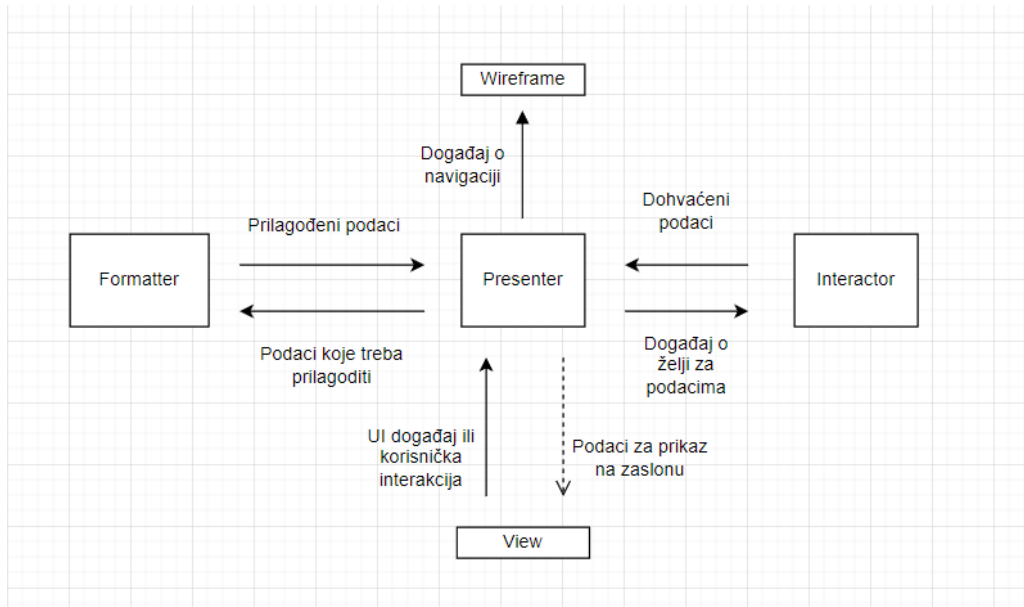 Wireframe
Događaj o
navigaciji
Dohvaćeni
podaci
Prilagođeni podaci
Formatter
Presenter
Interactor
Podaci koje treba
prilagoditi
Događaj o
želji za
podacima
UI događaj ili
korisnička
interakcija
Podaci za prikaz
na zaslonu
View